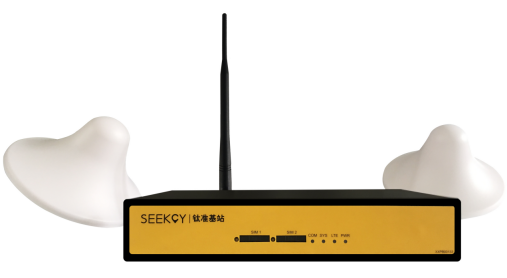 SEEKCY | 钛准基站
SIM 1 SIM 2
COM SYS LTE PWR